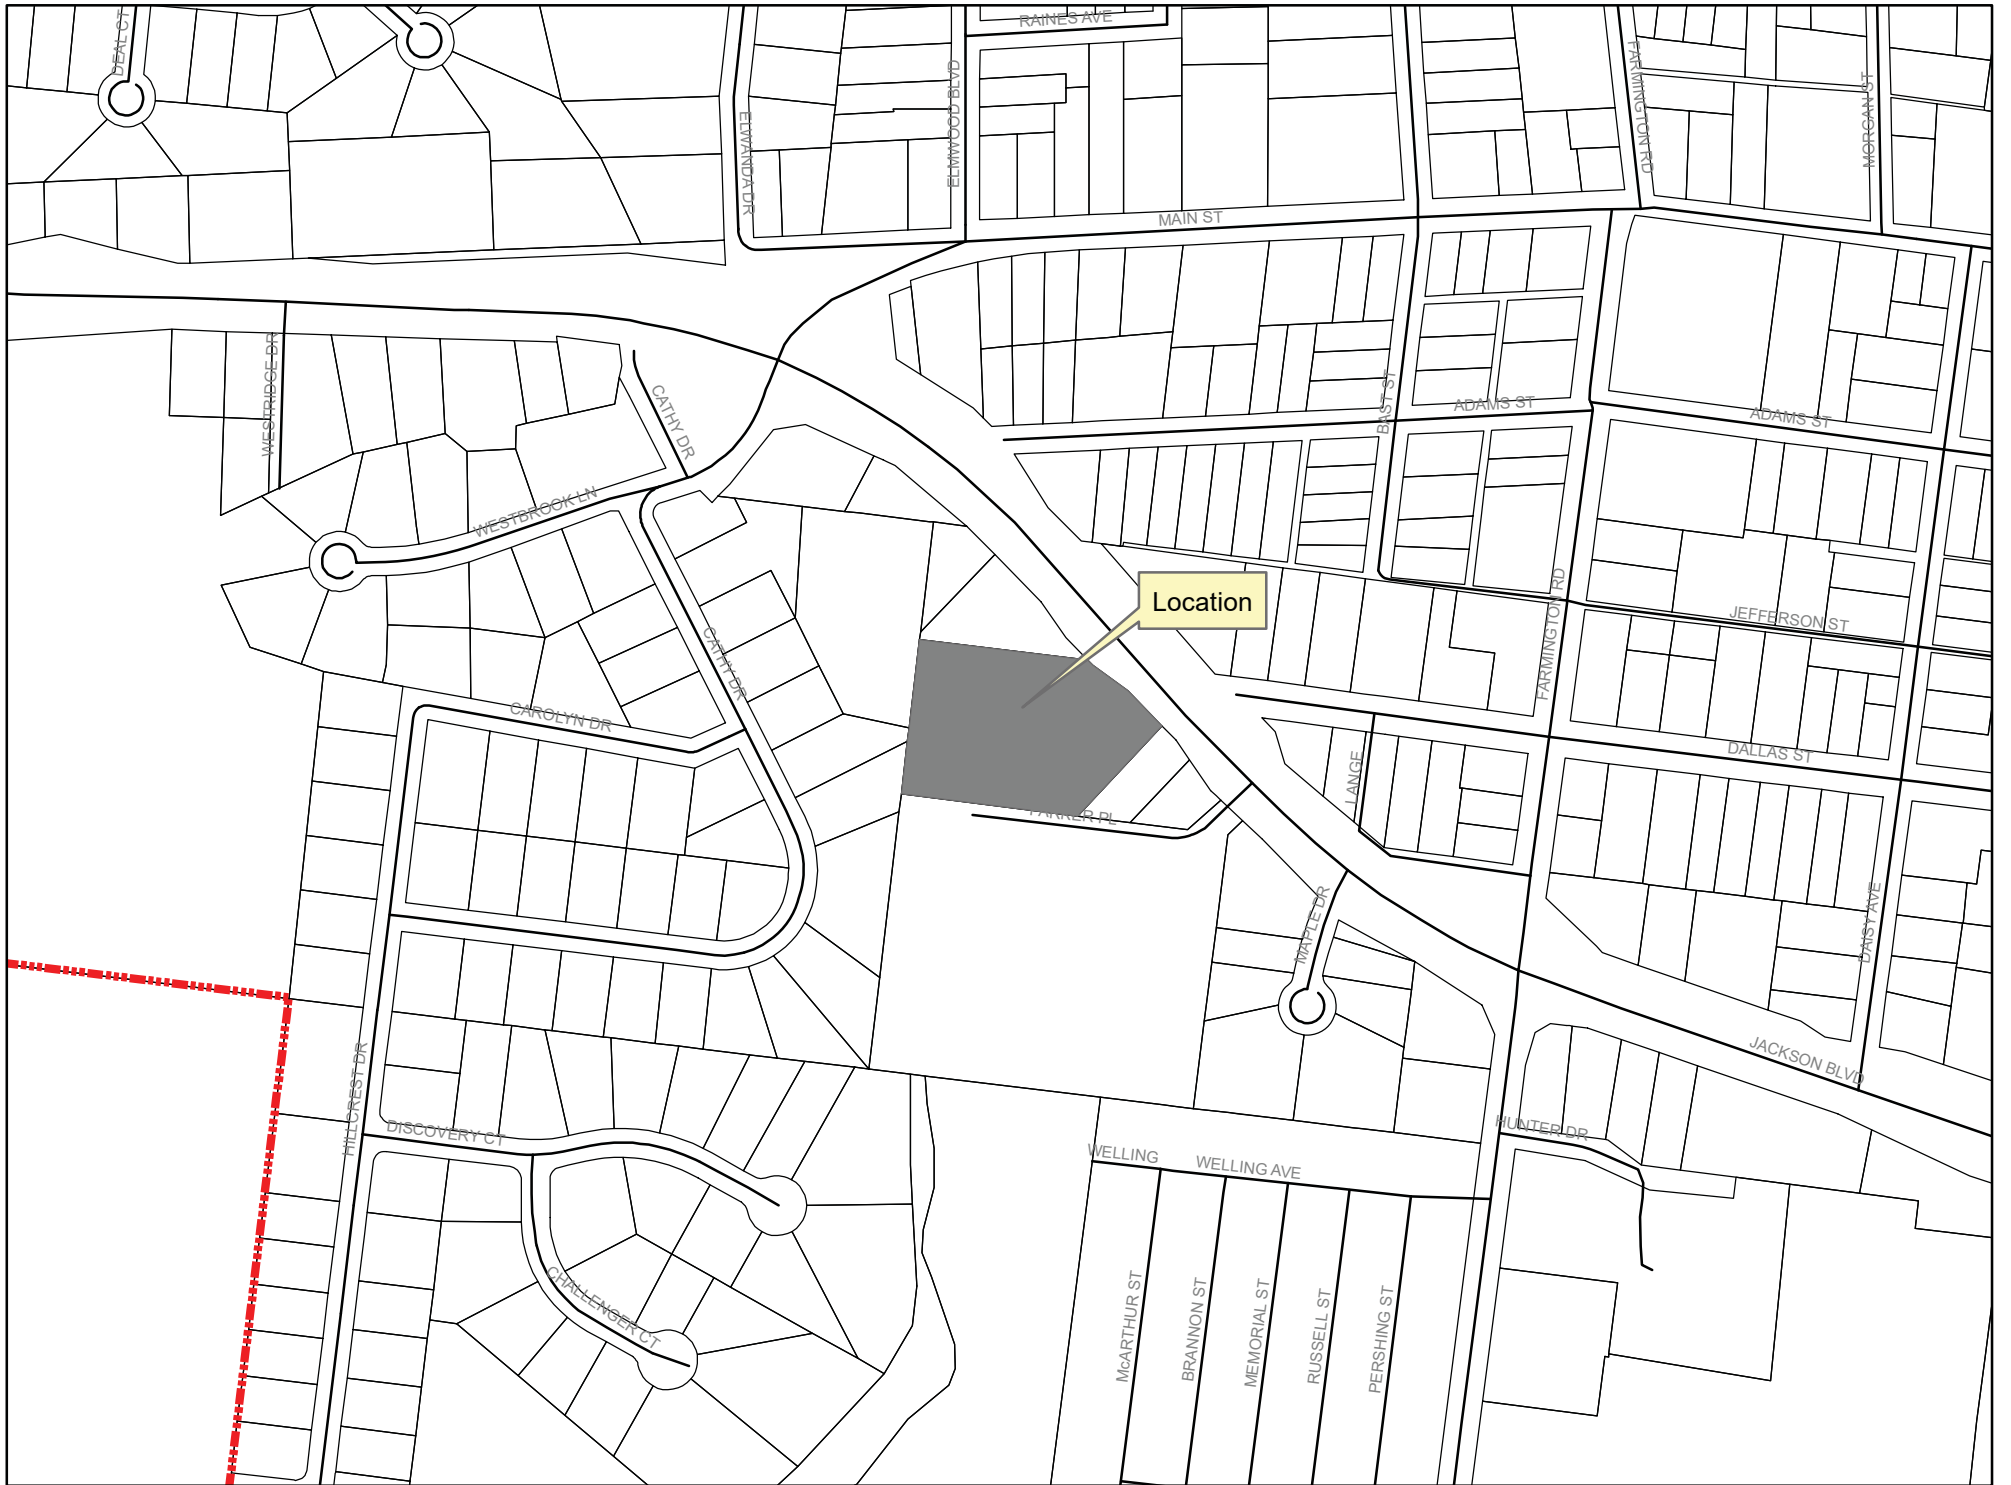 DEAL CT
RAINES AVE
ELWANDA DR
ELMWOOD BLVD
FARMINGTON RD
MORGAN ST
MAIN ST
WESTRIDGE DR
CATHY DR
BAST ST
ADAMS ST
ADAMS ST
WESTBROOK LN
Location
JEFFERSON ST
CATHY DR
FARMINGTON RD
CAROLYN DR
DALLAS ST
LANGE
PARKER PL
MAPLE DR
DAISY AVE
JACKSON BLVD
HILLCREST DR
DISCOVERY CT
HUNTER DR
WELLING
WELLING AVE
CHALLENGER CT
McARTHUR ST
BRANNON ST
MEMORIAL ST
RUSSELL ST
PERSHING ST